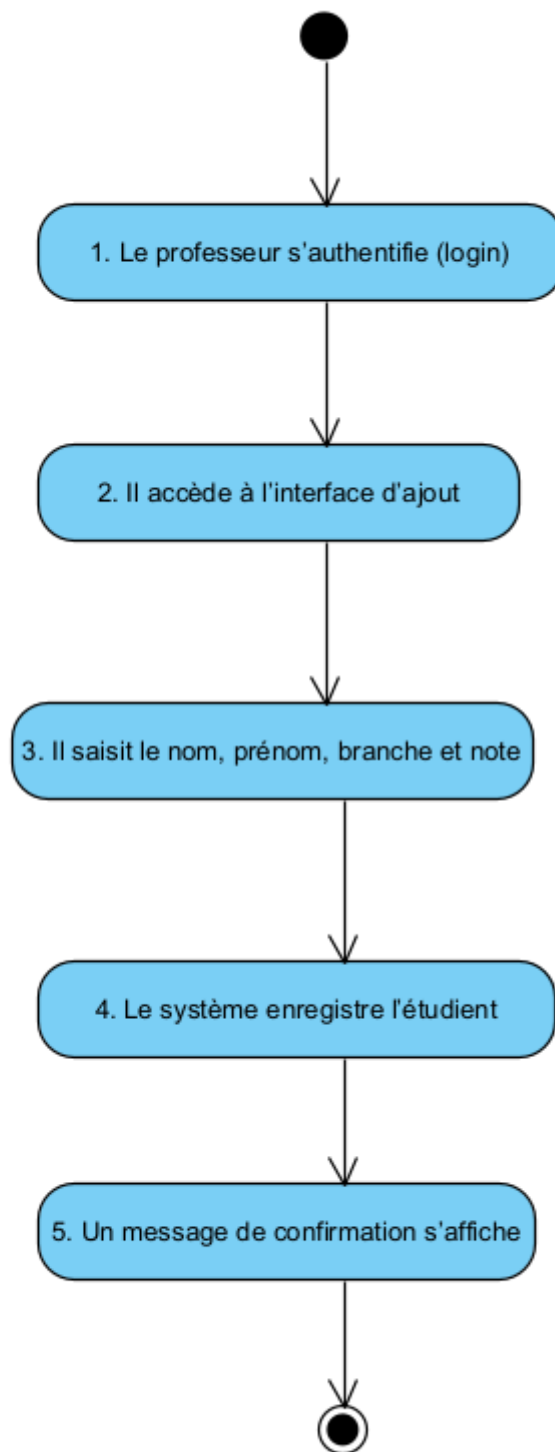 1. Le professeur s’authentifie (login)
2. Il accède à l’interface d’ajout
3. Il saisit le nom, prénom, branche et note
4. Le système enregistre l’étudient
5. Un message de confirmation s’affiche